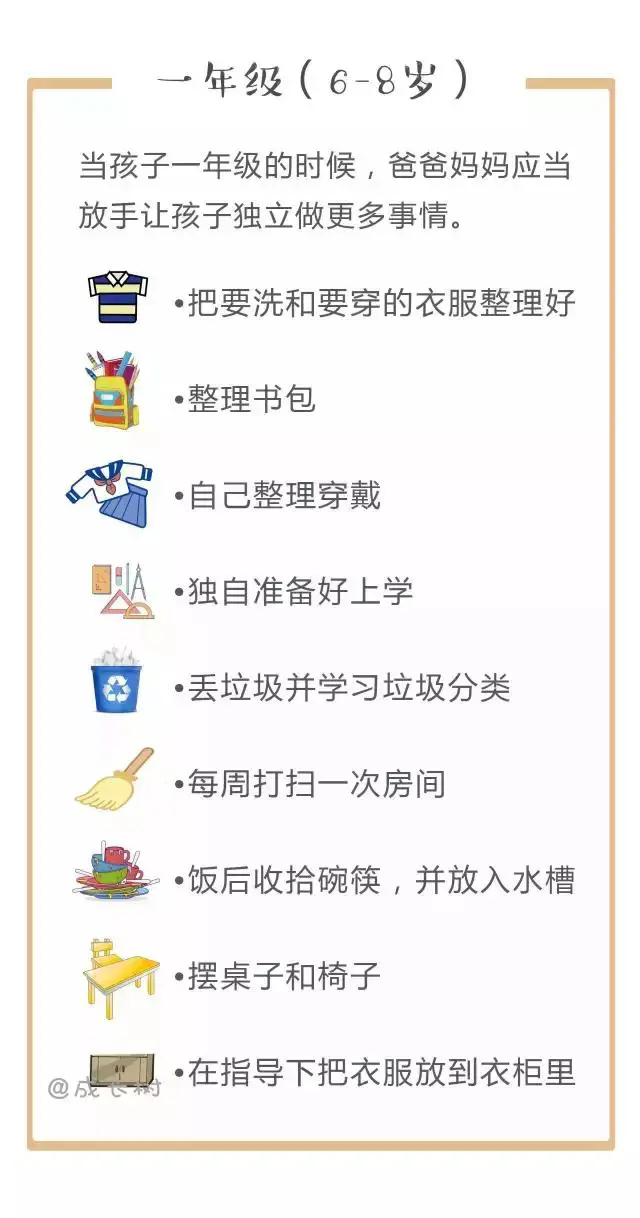 一年级（6-8岁）
当孩子一年级的时候，爸爸妈妈应当
放手让孩子独立做更多事情。
•把要洗和要穿的衣服整理好
•整理书包
•自己整理穿戴
•独自准备好上学
•丢垃圾并学习垃圾分类
•每周打扫一次房间
•饭后收拾碗筷，并放入水槽
•摆桌子和椅子
•在指导下把衣服放到衣柜里
@成长树